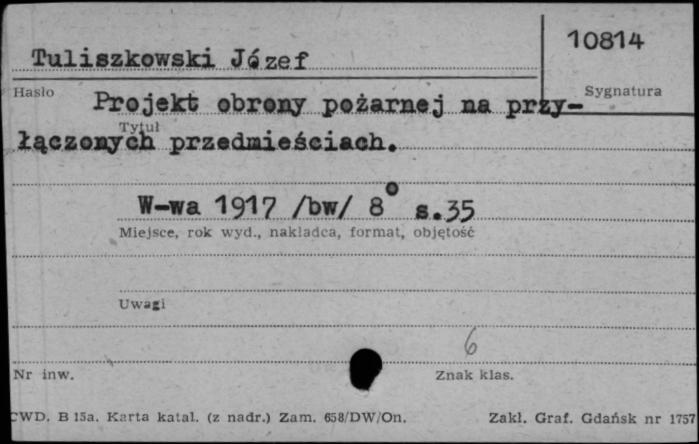 10814
Tuliszkowski Józef
Hasło
Sygnatura
Projekt obrony pożarnej na przy-
Tytuł
łączonych przedmieściach.
W-wa 1917 /bw/ 8° s.35
Miejsce, rok wyd., nakładca, format, objętość
Uwagi
6
Nr inw.
Znak klas.
CWD. B 15a. Karta katal. (z nadr.) Zam. 658/DW/On.
Zakł. Graf. Gdańsk nr 1757